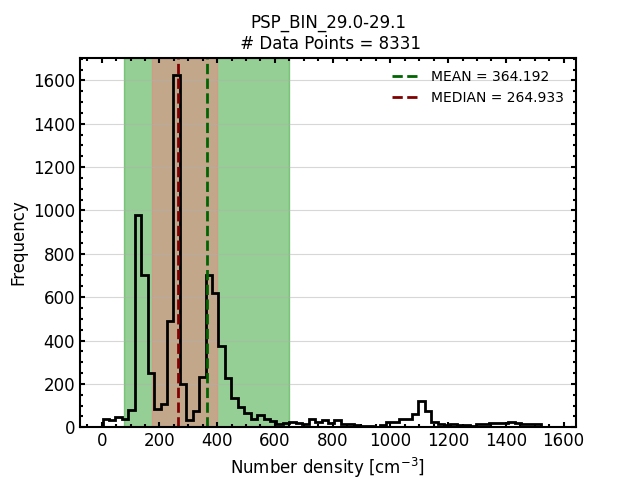 PSP_BIN_29.0-29.1
# Data Points = 8331
MEAN = 364.192
MEDIAN = 264.933
1600
1400
1200
1000
800
600
400
200
0
Frequency
0 200 400 600 800 1000 1200 1400 1600
Number density [cm⁻³]